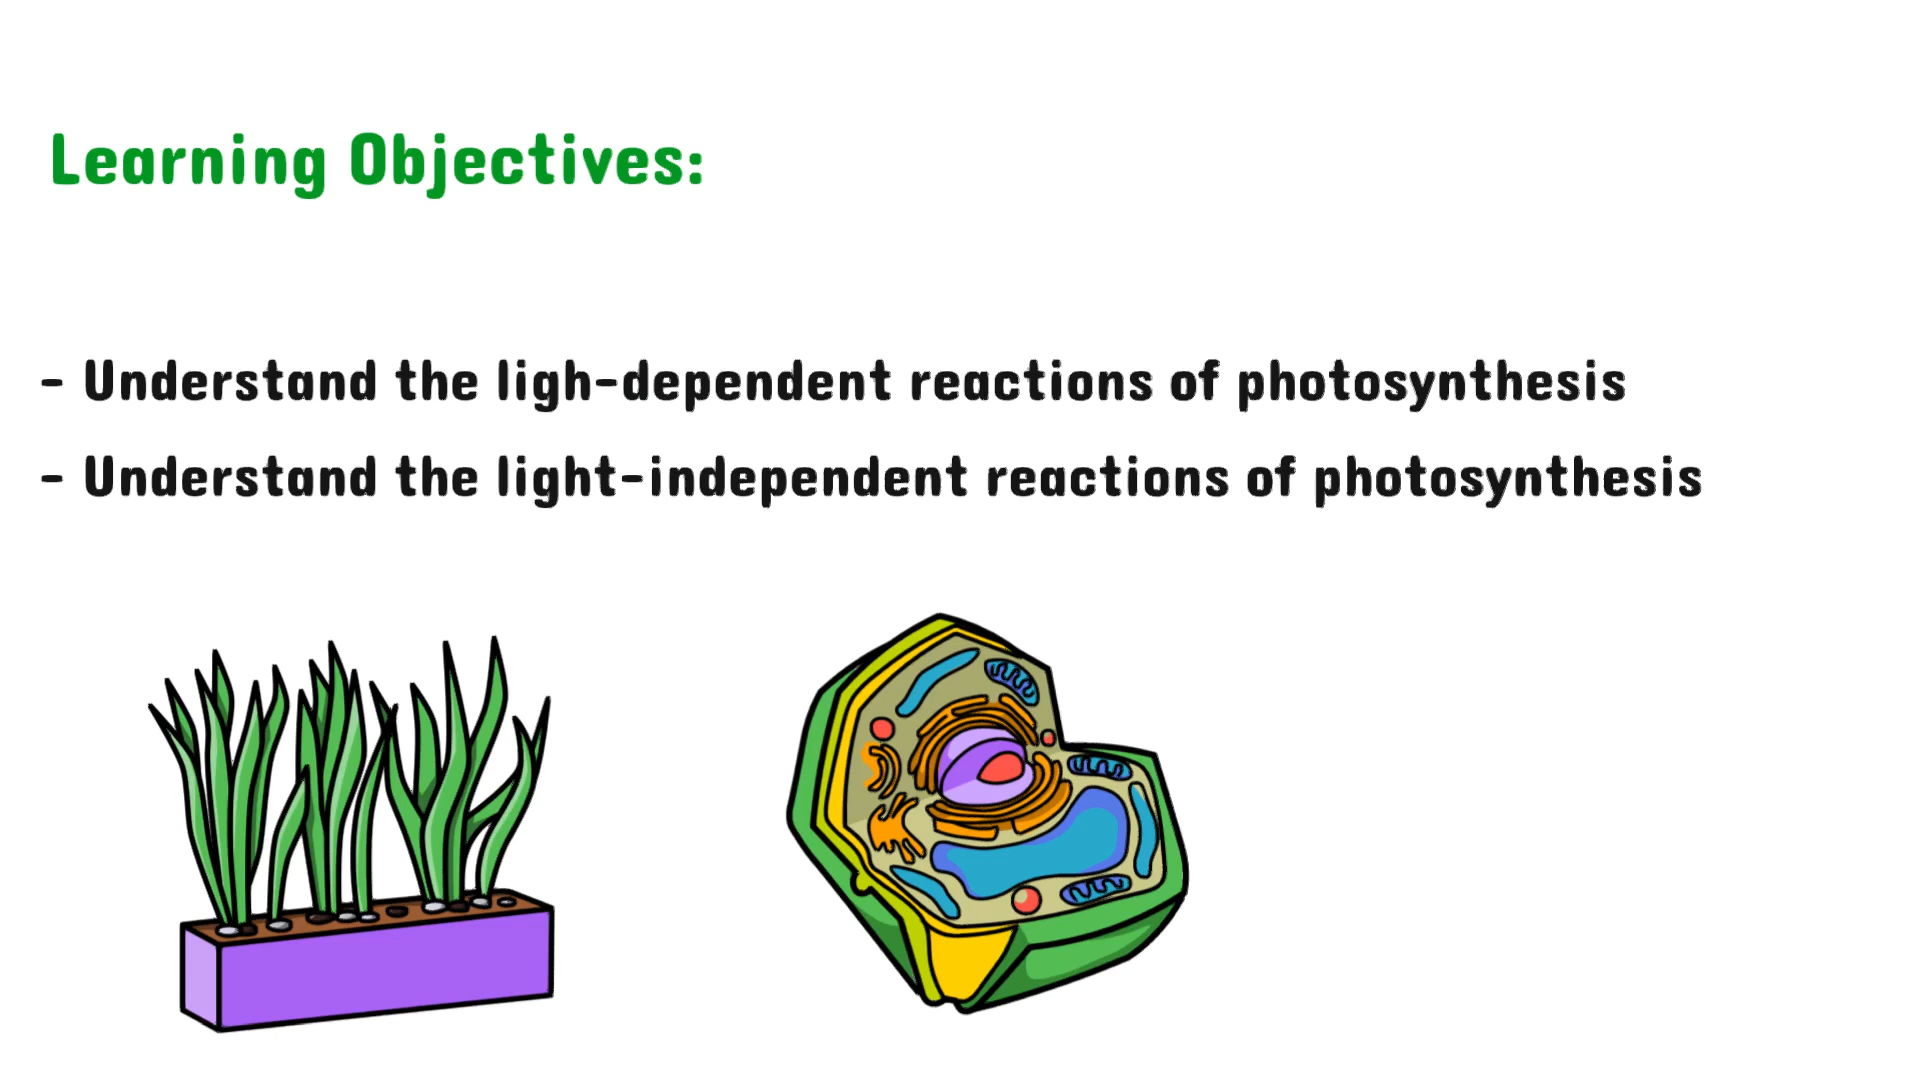 Learning Objectives:
- Understand the ligh-dependent reactions of photosynthesis
- Understand the light-independent reactions of photosynthesis